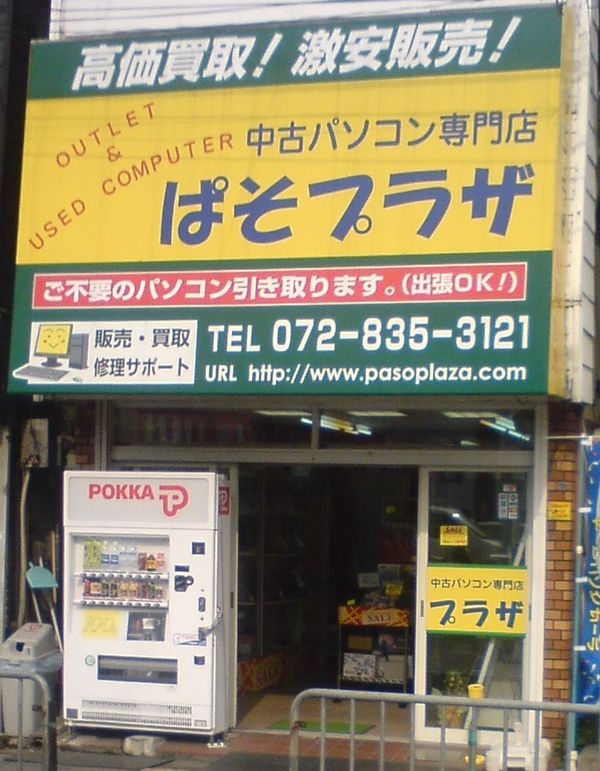 高価買取! 激安販売!
OUTLET
&
USED COMPUTER
中古パソコン専門店
ぱそプラザ
ご不要のパソコン引き取ります。(出張OK!)
販売・買取
修理サポート
TEL 072-835-3121
URL http://www.pasoplaza.com
POKKA
SALE
中古パソコン専門店
プラザ
SALE
100